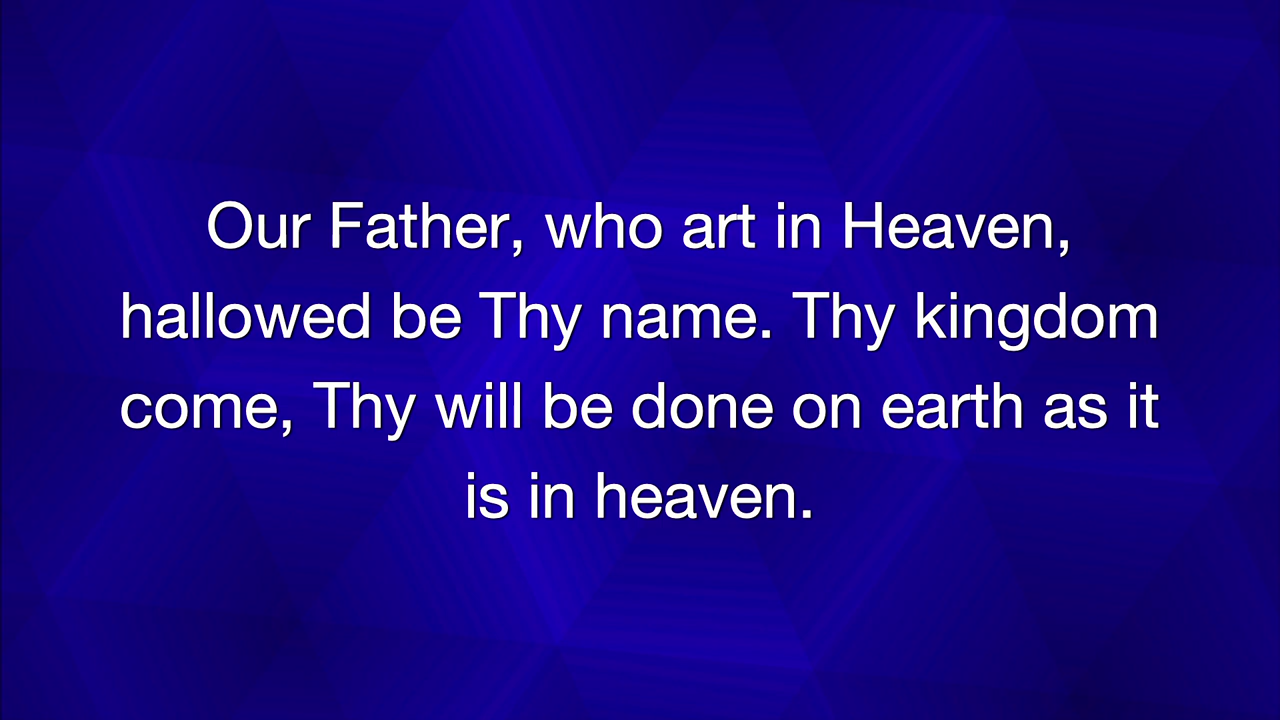 Our Father, who art in Heaven,
hallowed be Thy name. Thy kingdom
come, Thy will be done on earth as it
is in heaven.